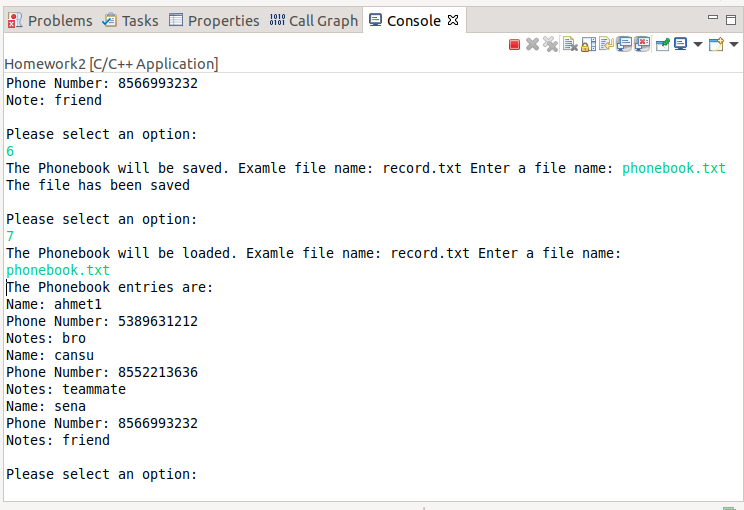 Problems Tasks Properties Call Graph Console
Homework2 [C/C++ Application]
Phone Number: 8566993232
Note: friend
Please select an option:
6
The Phonebook will be saved. Examle file name: record.txt Enter a file name: phonebook.txt
The file has been saved
Please select an option:
7
The Phonebook will be loaded. Examle file name: record.txt Enter a file name:
phonebook.txt
The Phonebook entries are:
Name: ahmet1
Phone Number: 5389631212
Notes: bro
Name: cansu
Phone Number: 8552213636
Notes: teammate
Name: sena
Phone Number: 8566993232
Notes: friend
Please select an option: